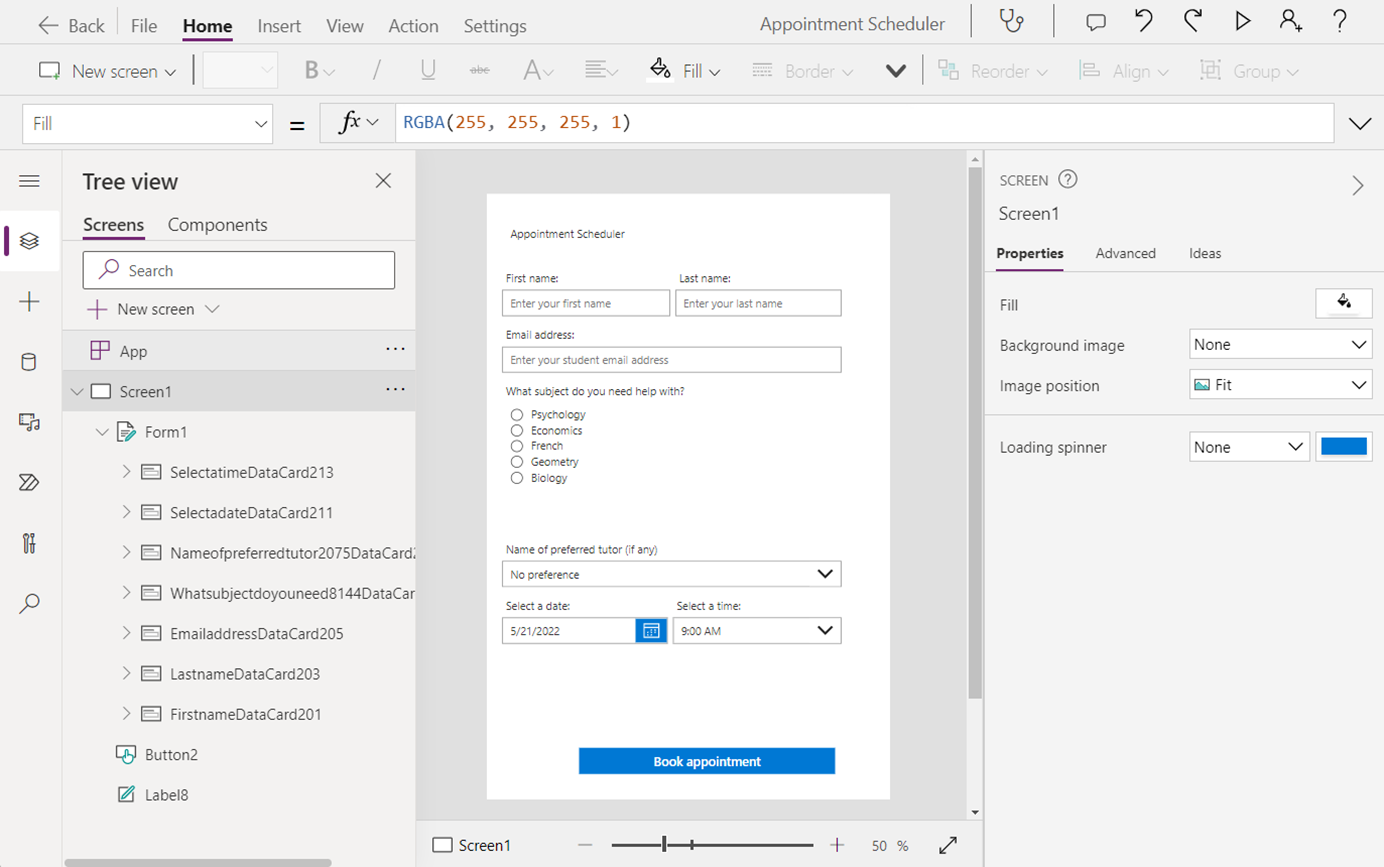 Back File Home Insert View Action Settings Appointment Scheduler
New screen B / U abc A Fill Border Reorder Align Group
Fill = fx RGBA(255, 255, 255, 1)
Tree view
Screens Components
Search
New screen
App
Screen1
Form1
SelectatimeDataCard213
SelectadateDataCard211
Nameofpreferredtutor2075DataCard2
Whatsubjectdoyouneed8144DataCar
EmailaddressDataCard205
LastnameDataCard203
FirstnameDataCard201
Button2
Label8
Appointment Scheduler
First name: Last name:
Enter your first name Enter your last name
Email address:
Enter your student email address
What subject do you need help with?
Psychology
Economics
French
Geometry
Biology
Name of preferred tutor (if any)
No preference
Select a date: Select a time:
5/21/2022 9:00 AM
Book appointment
Screen1 50 %
SCREEN ?
Screen1
Properties Advanced Ideas
Fill
Background image None
Image position Fit
Loading spinner None